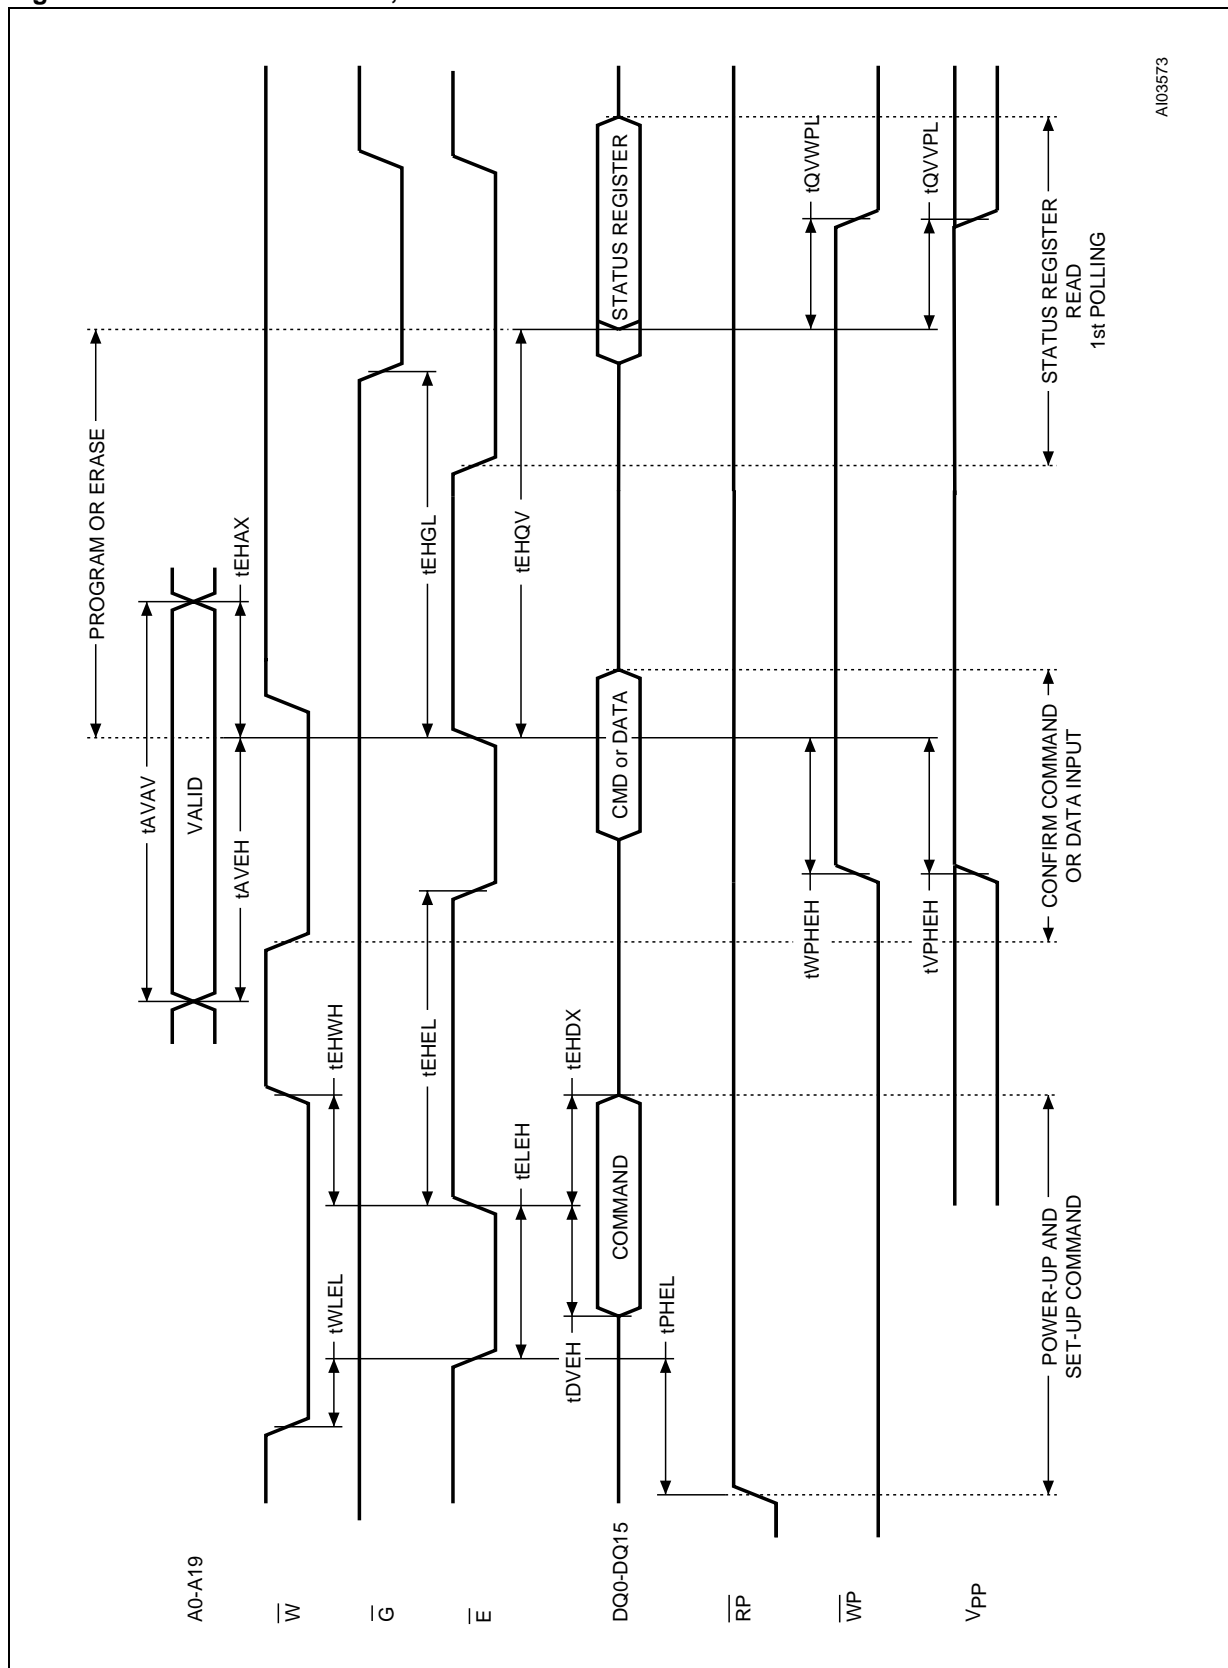 PROGRAM OR ERASE
tAVAV
A0-A19
VALID
tAVEH
tEHAX
W
tWLEL
tEHWH
G
tEHEL
tEHGL
E
tELEH
tEHQV
tDVEH
tEHDX
DQ0-DQ15
COMMAND
CMD or DATA
STATUS REGISTER
tPHEL
RP
tWPHEH
tQVWPL
WP
tVPHEH
tQVVPL
VPP
POWER-UP AND
SET-UP COMMAND
CONFIRM COMMAND
OR DATA INPUT
STATUS REGISTER
READ
1st POLLING
AI03573